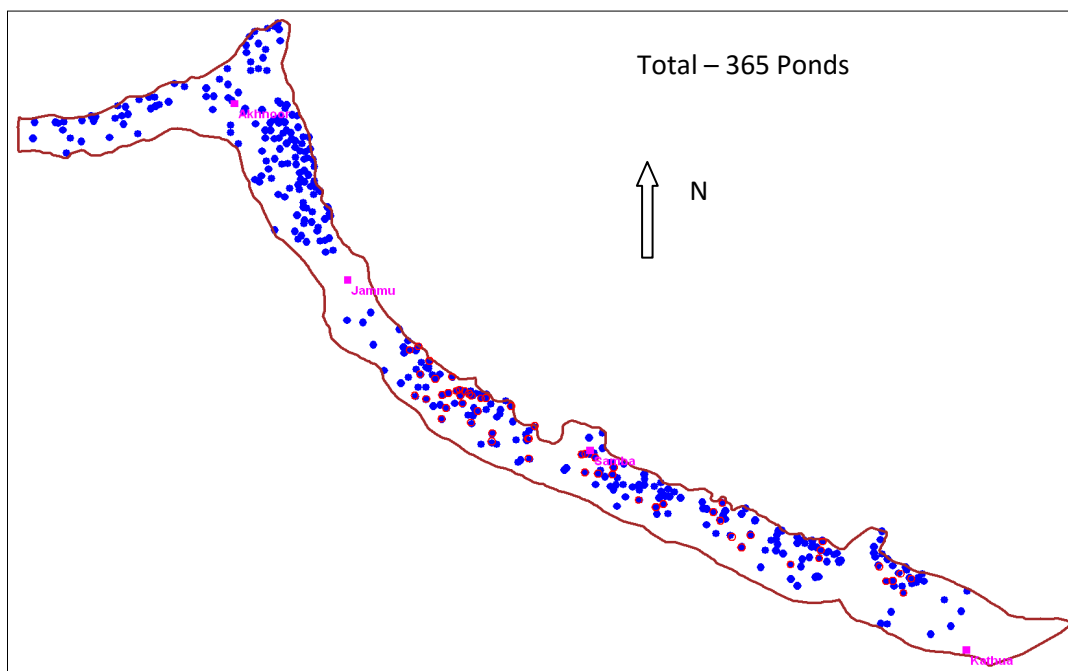 Total – 365 Ponds
Akhnoor
N
Jammu
Samba
Kathua